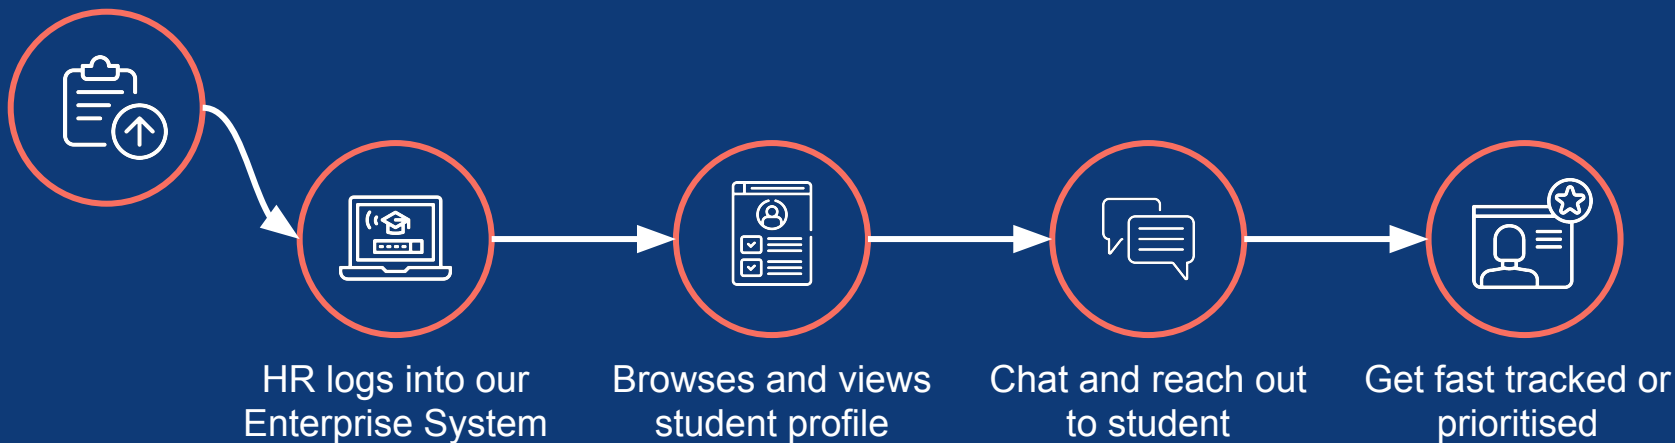 HR logs into our
Enterprise System
Browses and views
student profile
Chat and reach out
to student
Get fast tracked or
prioritised